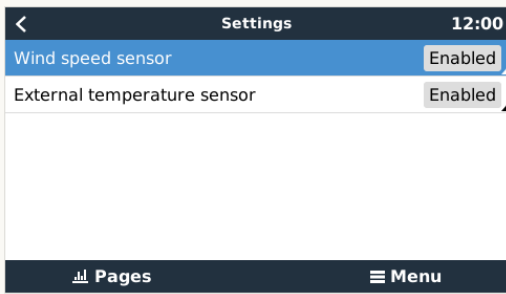 Settings 12:00
Wind speed sensor Enabled
External temperature sensor Enabled
Pages Menu